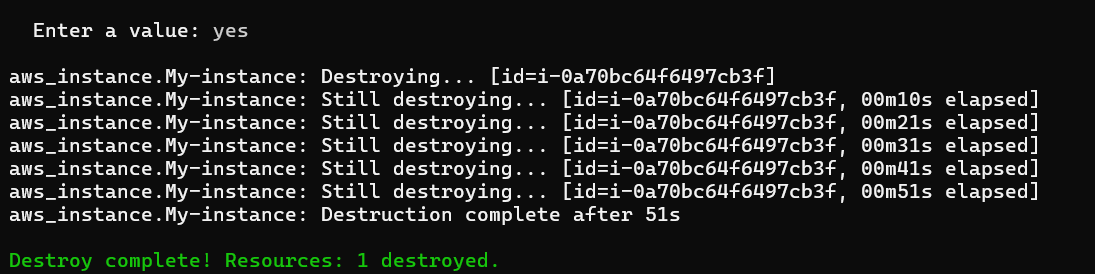 Enter a value: yes
aws_instance.My-instance: Destroying... [id=i-0a70bc64f6497cb3f]
aws_instance.My-instance: Still destroying... [id=i-0a70bc64f6497cb3f, 00m10s elapsed]
aws_instance.My-instance: Still destroying... [id=i-0a70bc64f6497cb3f, 00m21s elapsed]
aws_instance.My-instance: Still destroying... [id=i-0a70bc64f6497cb3f, 00m31s elapsed]
aws_instance.My-instance: Still destroying... [id=i-0a70bc64f6497cb3f, 00m41s elapsed]
aws_instance.My-instance: Still destroying... [id=i-0a70bc64f6497cb3f, 00m51s elapsed]
aws_instance.My-instance: Destruction complete after 51s
Destroy complete! Resources: 1 destroyed.